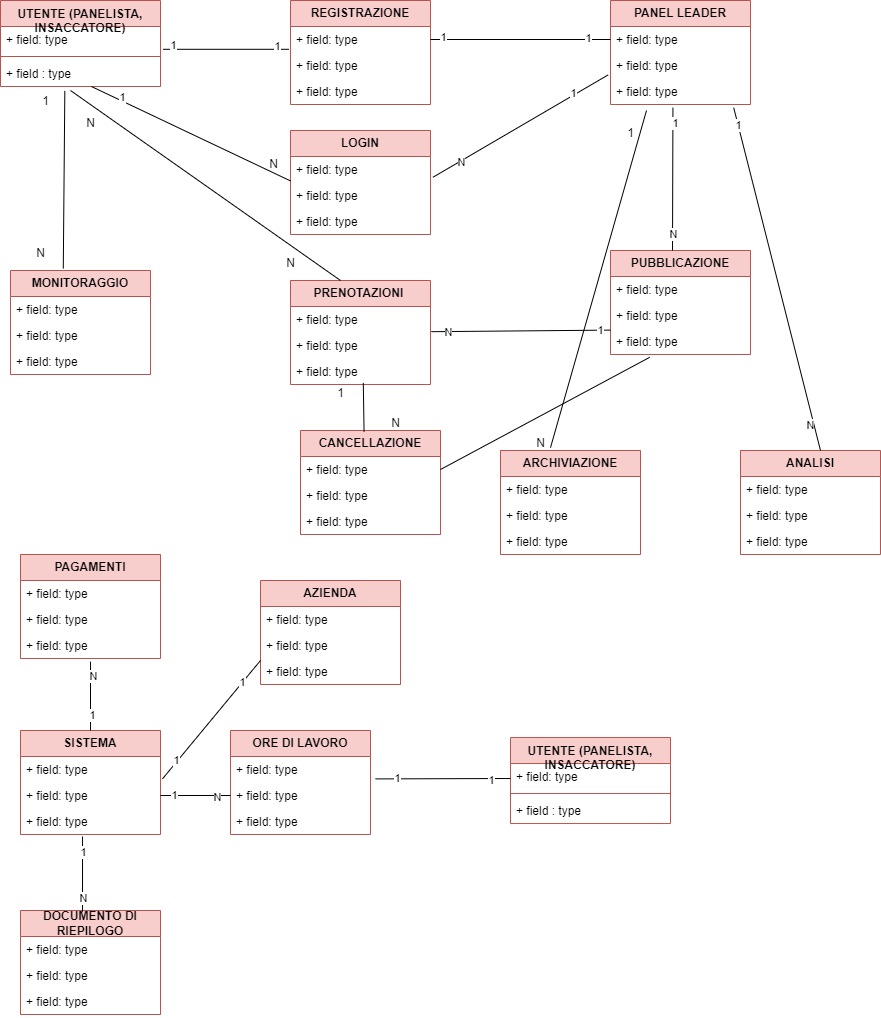 UTENTE (PANELISTA,
INSACCATORE)
+ field: type
+ field : type
REGISTRAZIONE
+ field: type
+ field: type
+ field: type
PANEL LEADER
+ field: type
+ field: type
+ field: type
1
1
1
1
1
1
N
N
1
N
LOGIN
+ field: type
+ field: type
+ field: type
1
1
1
N
N
MONITORAGGIO
+ field: type
+ field: type
+ field: type
N
PRENOTAZIONI
+ field: type
+ field: type
+ field: type
N
1
PUBBLICAZIONE
+ field: type
+ field: type
+ field: type
1
N
CANCELLAZIONE
+ field: type
+ field: type
+ field: type
N
ARCHIVIAZIONE
+ field: type
+ field: type
+ field: type
N
ANALISI
+ field: type
+ field: type
+ field: type
PAGAMENTI
+ field: type
+ field: type
+ field: type
AZIENDA
+ field: type
+ field: type
+ field: type
N
1
1
1
SISTEMA
+ field: type
+ field: type
+ field: type
1
N
ORE DI LAVORO
+ field: type
+ field: type
+ field: type
1
1
UTENTE (PANELISTA,
INSACCATORE)
+ field: type
+ field : type
1
N
DOCUMENTO DI
RIEPILOGO
+ field: type
+ field: type
+ field: type